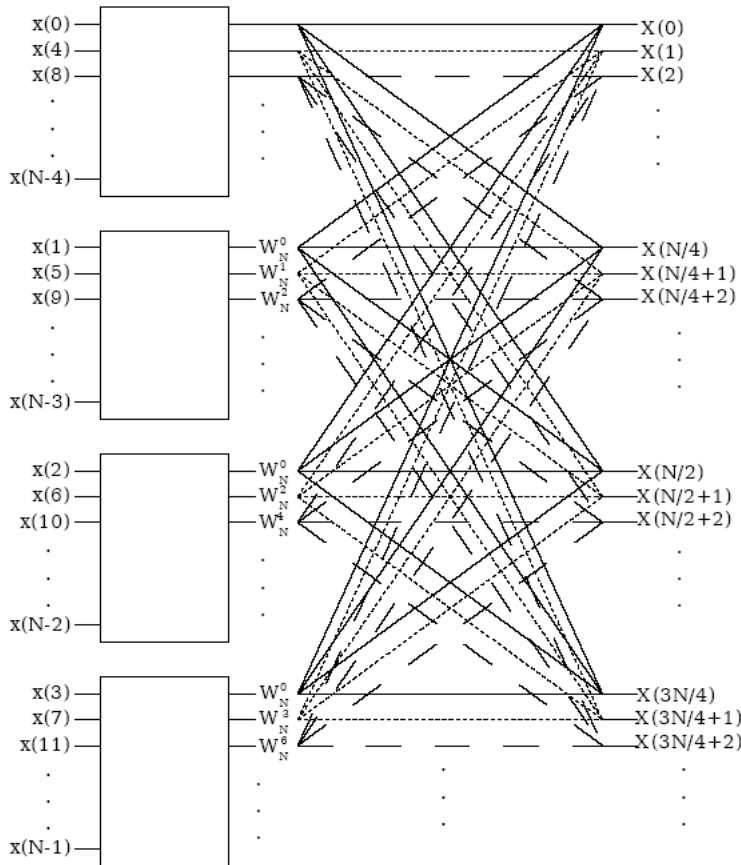 x(0) X(0)
x(4) X(1)
x(8) X(2)
x(N-4)
x(1) W_N^0 X(N/4)
x(5) W_N^1 X(N/4+1)
x(9) W_N^2 X(N/4+2)
x(N-3)
x(2) W_N^0 X(N/2)
x(6) W_N^2 X(N/2+1)
x(10) W_N^4 X(N/2+2)
x(N-2)
x(3) W_N^0 X(3N/4)
x(7) W_N^3 X(3N/4+1)
x(11) W_N^6 X(3N/4+2)
x(N-1)